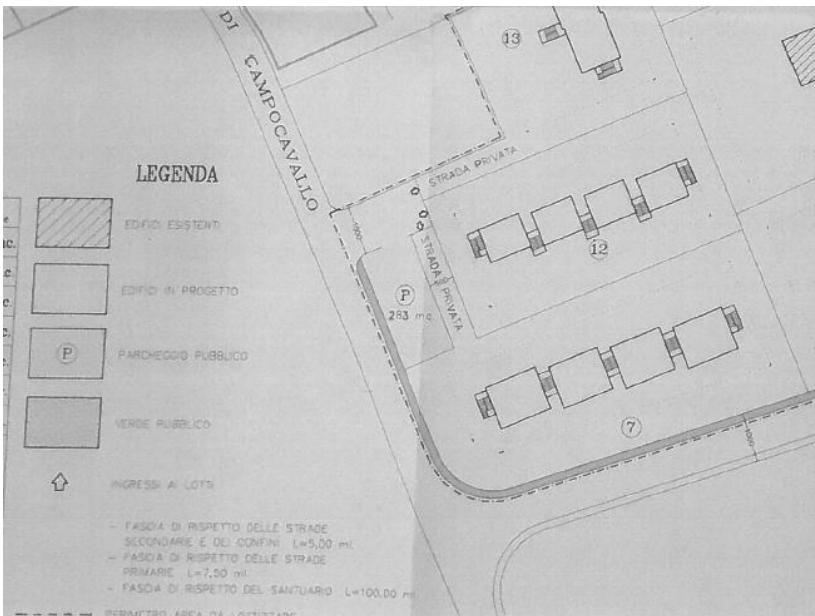 DI CAMPOCAVALLO
13
STRADA PRIVATA
LEGENDA
EDIFICI ESISTENTI
1000
STRADA PRIVATA
12
EDIFICI IN PROGETTO
P
283 mq.
P
PARCHEGGIO PUBBLICO
VERDE PUBBLICO
7
1000
INGRESSI AI LOTTI
- FASCIA DI RISPETTO DELLE STRADE
SECONDARIE E DEI CONFINI L=5,00 ml.
- FASCIA DI RISPETTO DELLE STRADE
PRIMARIE L=7,50 ml.
- FASCIA DI RISPETTO DEL SANTUARIO L=100,00 ml
PERIMETRO AREA DA LOTTIZZARE